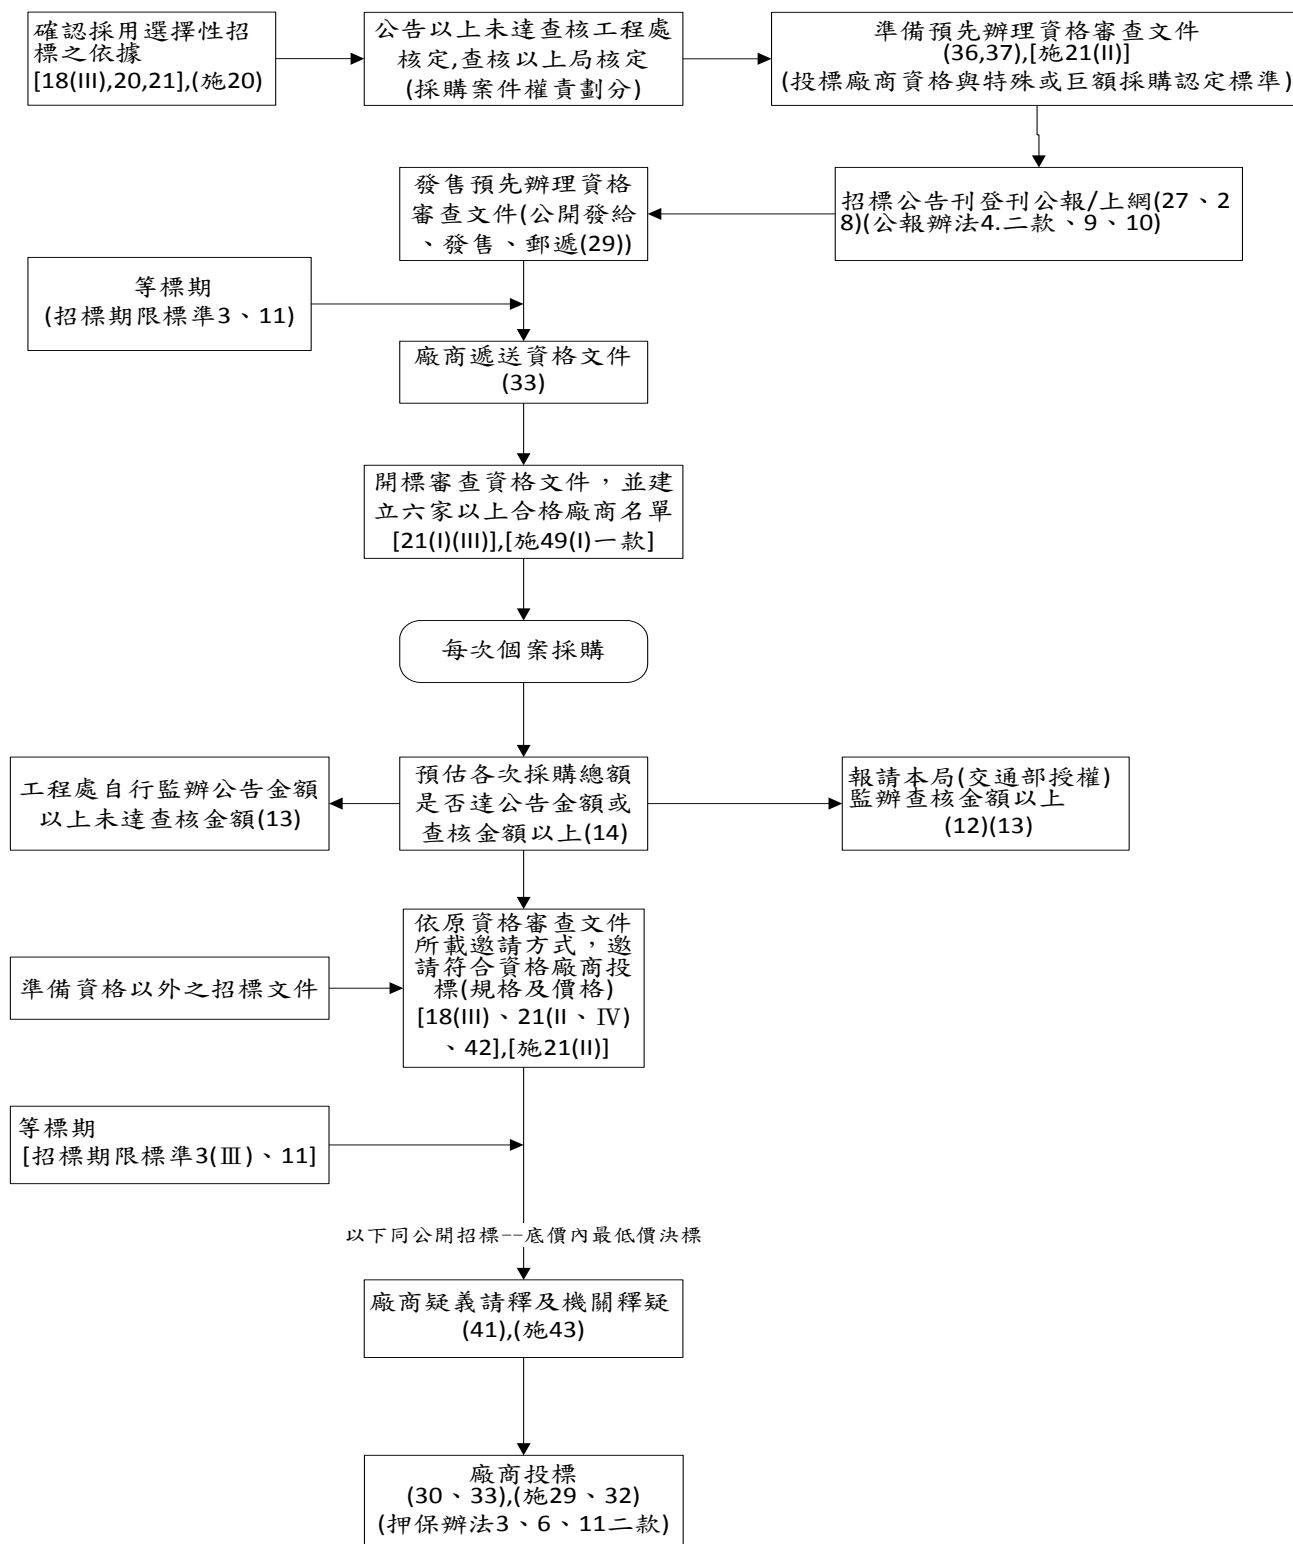 確認採用選擇性招
標之依據
[18(III),20,21],(施20)
公告以上未達查核工程處
核定,查核以上局核定
(採購案件權責劃分)
準備預先辦理資格審查文件
(36,37),[施21(II)]
(投標廠商資格與特殊或巨額採購認定標準)
招標公告刊登刊公報/上網(27、2
8)(公報辦法4.二款、9、10)
發售預先辦理資格
審查文件(公開發給
、發售、郵遞(29))
等標期
(招標期限標準3、11)
廠商遞送資格文件
(33)
開標審查資格文件，並建
立六家以上合格廠商名單
[21(I)(III)],[施49(I)一款]
每次個案採購
預估各次採購總額
是否達公告金額或
查核金額以上(14)
工程處自行監辦公告金額
以上未達查核金額(13)
報請本局(交通部授權)
監辦查核金額以上
(12)(13)
依原資格審查文件
所載邀請方式，邀
請符合資格廠商投
標(規格及價格)
[18(III)、21(II、Ⅳ)
、42],[施21(II)]
準備資格以外之招標文件
等標期
[招標期限標準3(Ⅲ)、11]
以下同公開招標--底價內最低價決標
廠商疑義請釋及機關釋疑
(41),(施43)
廠商投標
(30、33),(施29、32)
(押保辦法3、6、11二款)